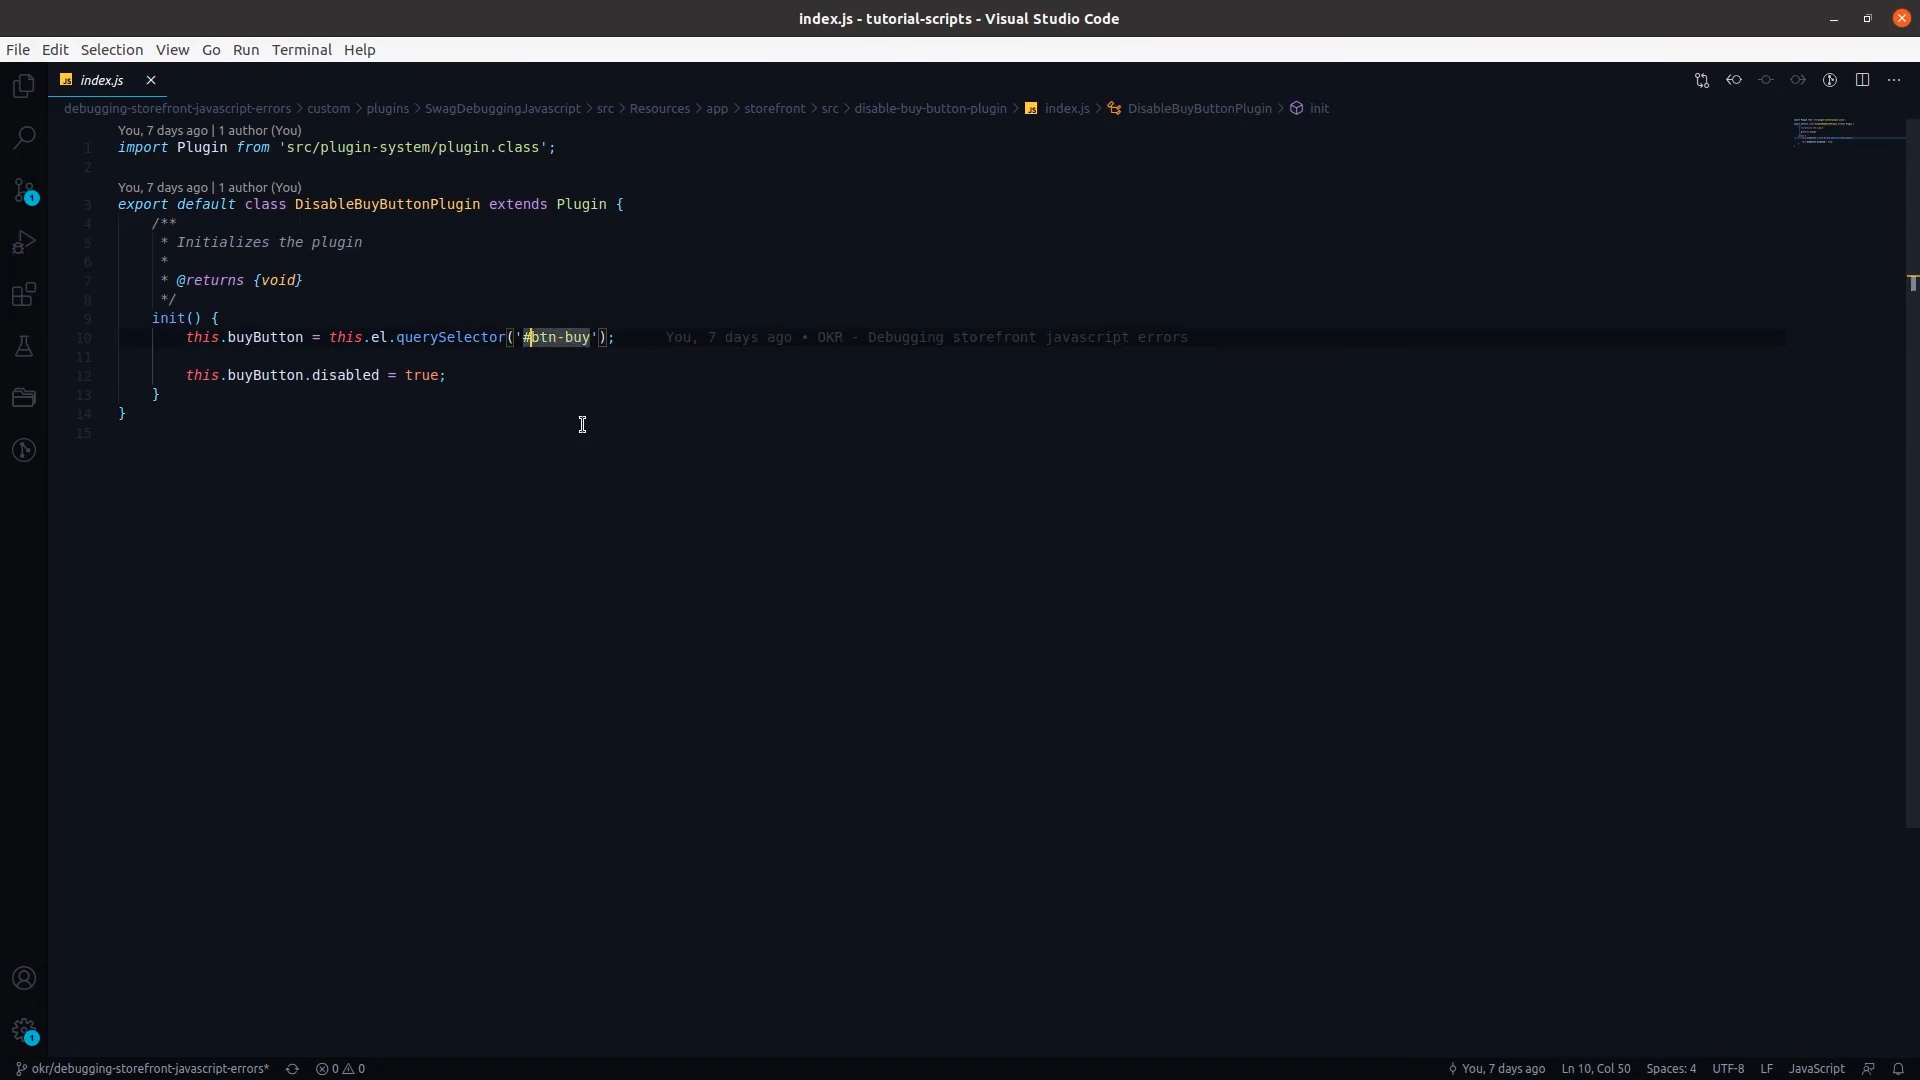 index.js - tutorial-scripts - Visual Studio Code
File Edit Selection View Go Run Terminal Help
JS index.js
debugging-storefront-javascript-errors > custom > plugins > SwagDebuggingJavascript > src > Resources > app > storefront > src > disable-buy-button-plugin > JS index.js > DisableBuyButtonPlugin > init
You, 7 days ago | 1 author (You)
1 import Plugin from 'src/plugin-system/plugin.class';
2
You, 7 days ago | 1 author (You)
3 export default class DisableBuyButtonPlugin extends Plugin {
4 /**
5 * Initializes the plugin
6 *
7 * @returns {void}
8 */
9 init() {
10 this.buyButton = this.el.querySelector('#btn-buy'); You, 7 days ago • OKR - Debugging storefront javascript errors
11
12 this.buyButton.disabled = true;
13 }
14 }
15
1
1
okr/debugging-storefront-javascript-errors* 0 0 You, 7 days ago Ln 10, Col 50 Spaces: 4 UTF-8 LF JavaScript